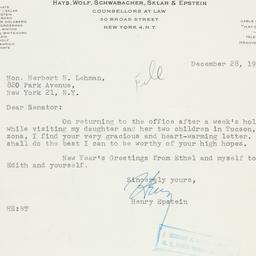 HAYS, WOLF, SCHWABACHER, SKLAR & EPSTEIN
COUNSELLORS AT LAW
50 BROAD STREET
NEW YORK 4, N.Y.
December 28, 19
Hon. Herbert H. Lehman,
820 Park Avenue,
New York 21, N.Y.
Dear Senator:
On returning to the office after a week's hol
while visiting my daughter and her two children in Tucson,
zona, I find your very gracious and heart-warming letter.
shall do the best I can to be worthy of your high hopes.
New Year's Greetings from Ethel and myself to
Edith and yourself.
Sincerely yours,
Henry Epstein
HE:NT